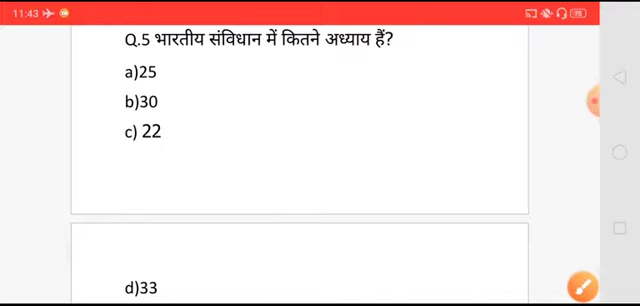 11:43
Q.5 भारतीय संविधान में कितने अध्याय हैं?
a)25
b)30
c) 22
d)33